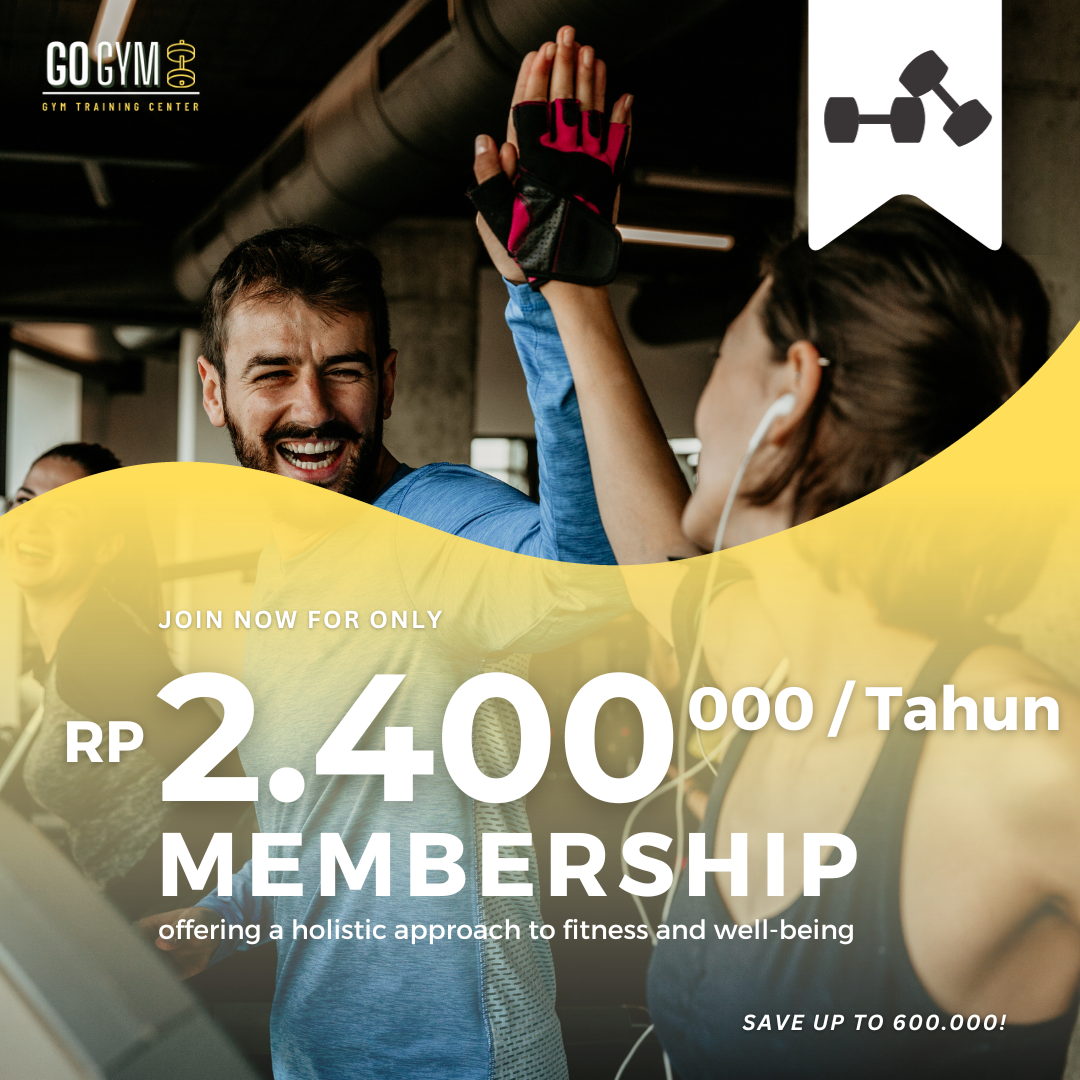 GO GYM
GYM TRAINING CENTER
JOIN NOW FOR ONLY
RP 2.400 000 / Tahun
MEMBERSHIP
offering a holistic approach to fitness and well-being
SAVE UP TO 600.000!